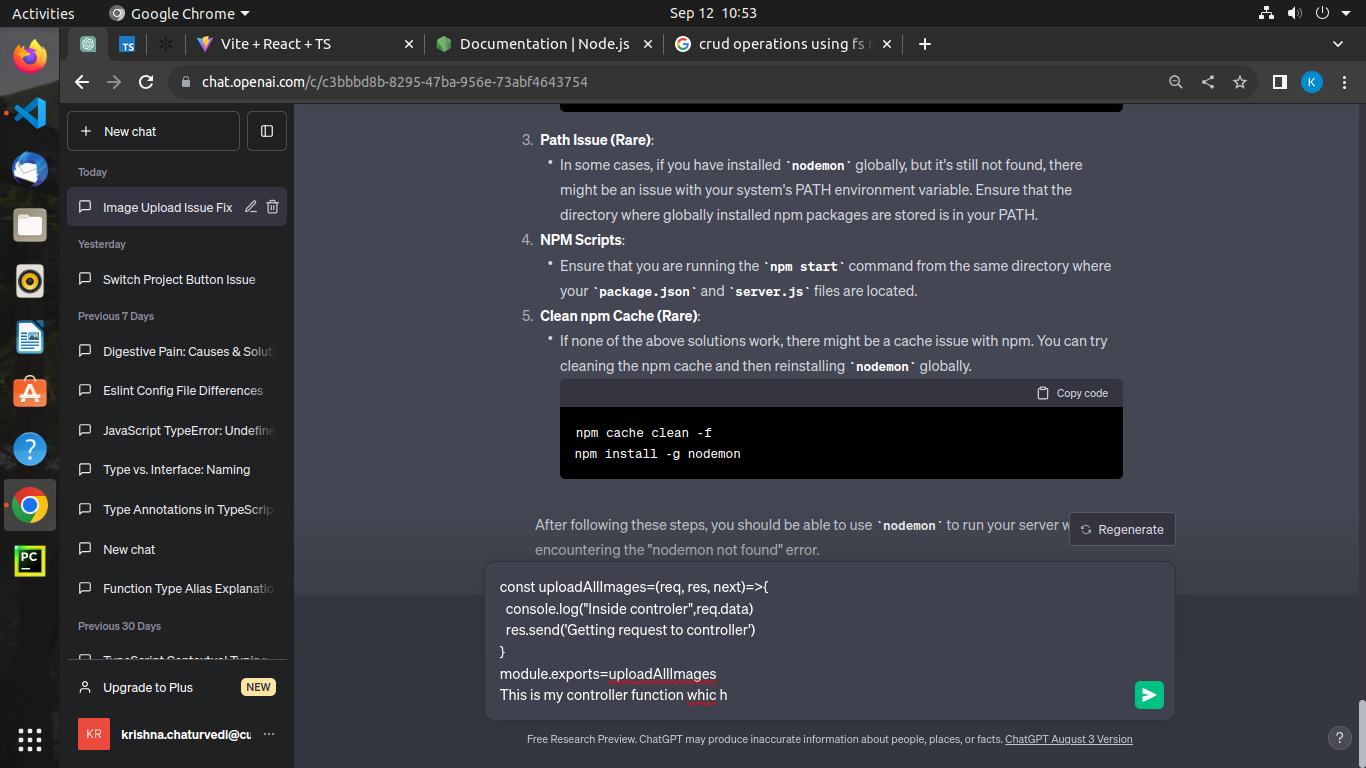 Activities
Google Chrome
Sep 12 10:53
TS
Vite + React + TS
Documentation | Node.js
crud operations using fs
chat.openai.com/c/c3bbbd8b-8295-47ba-956e-73abf4643754
K
New chat
Today
Image Upload Issue Fix
Yesterday
Switch Project Button Issue
Previous 7 Days
Digestive Pain: Causes & Solut
Eslint Config File Differences
JavaScript TypeError: Undefine
Type vs. Interface: Naming
Type Annotations in TypeScrip
New chat
Function Type Alias Explanatio
Previous 30 Days
TypeScript Contextual Typing
Upgrade to Plus
NEW
KR
krishna.chaturvedi@cu
PC
3. Path Issue (Rare):
• In some cases, if you have installed `nodemon` globally, but it's still not found, there
might be an issue with your system's PATH environment variable. Ensure that the
directory where globally installed npm packages are stored is in your PATH.
4. NPM Scripts:
• Ensure that you are running the `npm start` command from the same directory where
your `package.json` and `server.js` files are located.
5. Clean npm Cache (Rare):
• If none of the above solutions work, there might be a cache issue with npm. You can try
cleaning the npm cache and then reinstalling `nodemon` globally.
Copy code
npm cache clean -f
npm install -g nodemon
After following these steps, you should be able to use `nodemon` to run your server w
encountering the "nodemon not found" error.
Regenerate
const uploadAllImages=(req, res, next)=>{
console.log("Inside controler",req.data)
res.send('Getting request to controller')
}
module.exports=uploadAllImages
This is my controller function whic h
Free Research Preview. ChatGPT may produce inaccurate information about people, places, or facts. ChatGPT August 3 Version
?